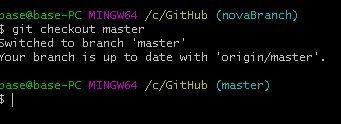 base@base-PC MINGW64 /c/GitHub (novaBranch)
$ git checkout master
Switched to branch 'master'
Your branch is up to date with 'origin/master'.
base@base-PC MINGW64 /c/GitHub (master)
$